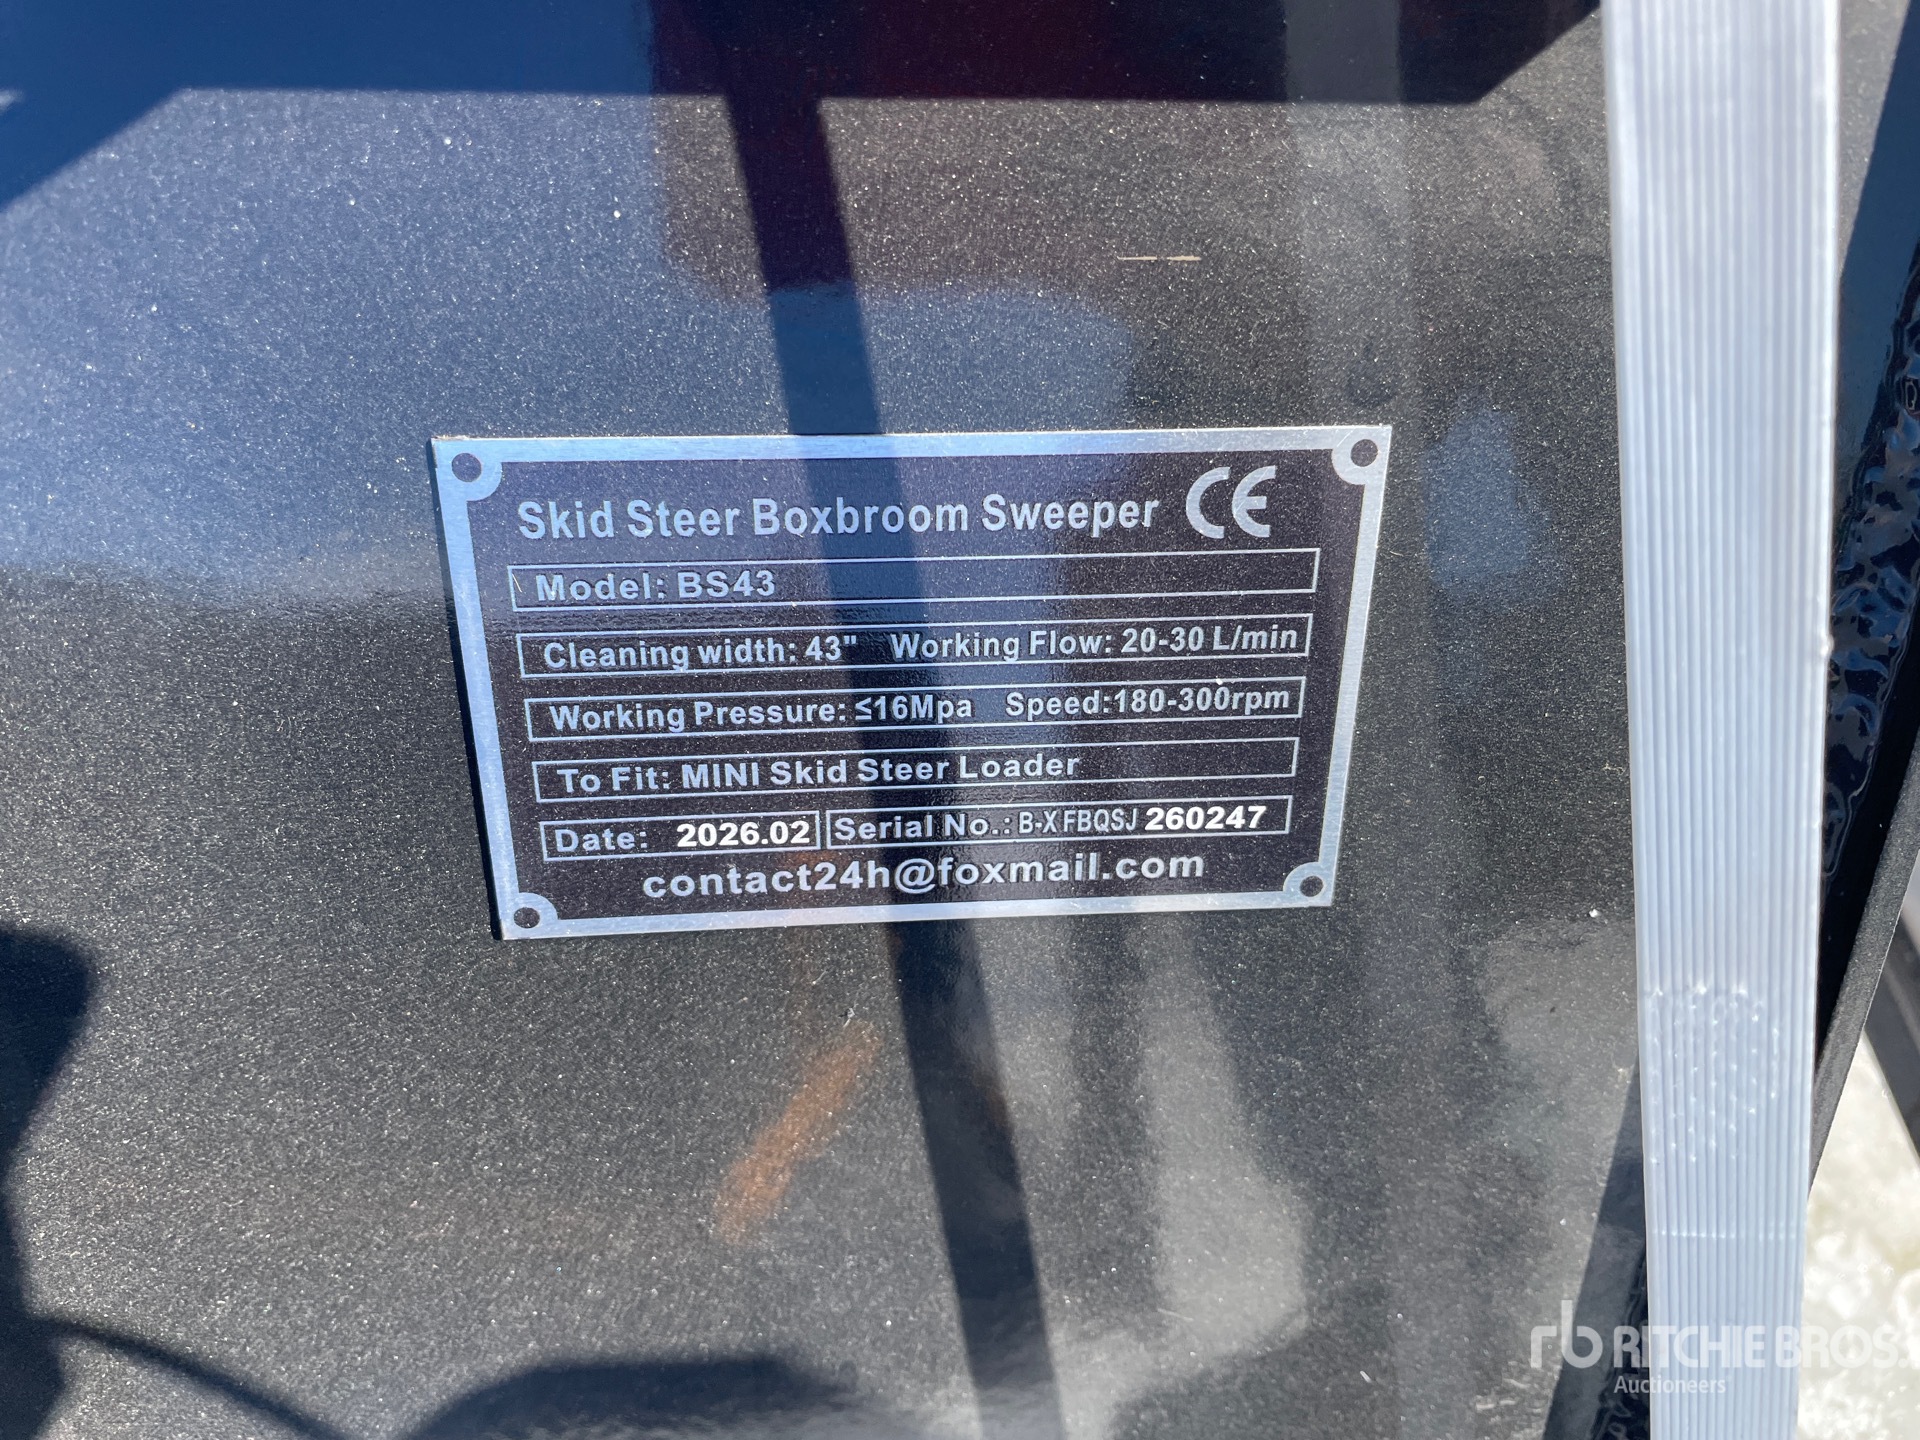 Skid Steer Boxbroom Sweeper CE
Model: BS43
Cleaning width: 43" Working Flow: 20-30 L/min
Working Pressure: ≤16Mpa Speed:180-300rpm
To Fit: MINI Skid Steer Loader
Date: 2026.02 Serial No.: B-XFBQSJ 260247
contact24h@foxmail.com
rb RITCHIE BROS.
Auctioneers